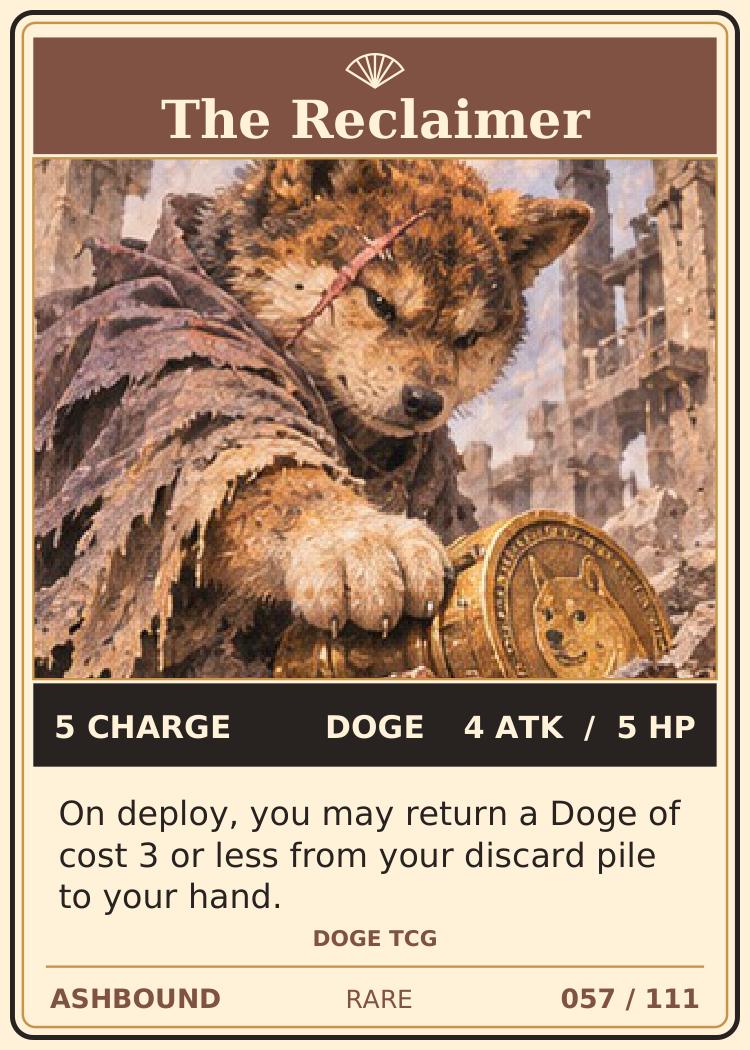 The Reclaimer
5 CHARGE DOGE 4 ATK / 5 HP
On deploy, you may return a Doge of
cost 3 or less from your discard pile
to your hand.
DOGE TCG
ASHBOUND RARE 057 / 111